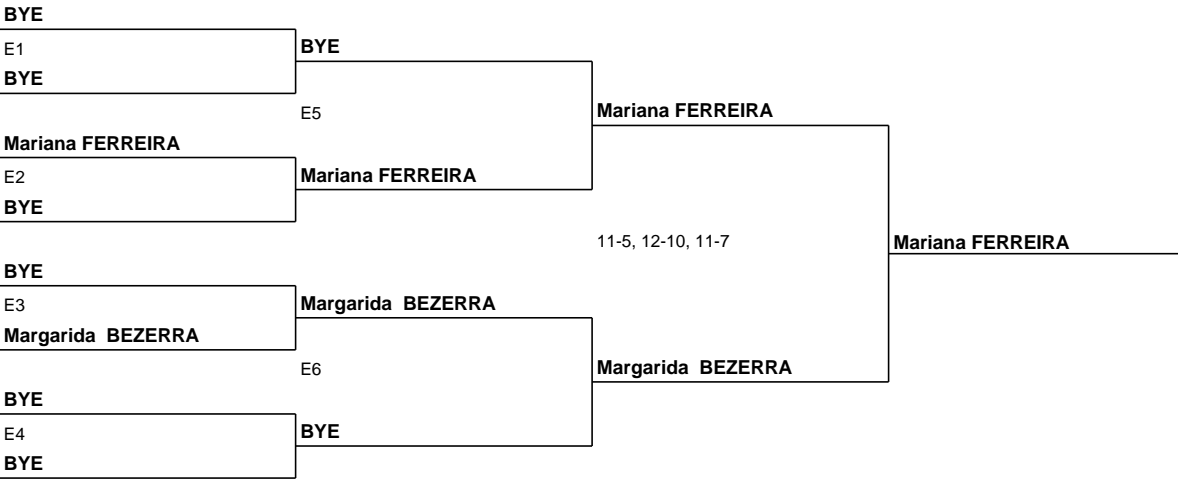 BYE
E1
BYE
BYE
E5
Mariana FERREIRA
Mariana FERREIRA
E2
Mariana FERREIRA
BYE
11-5, 12-10, 11-7
Mariana FERREIRA
BYE
E3
Margarida  BEZERRA
Margarida  BEZERRA
E6
Margarida  BEZERRA
BYE
E4
BYE
BYE